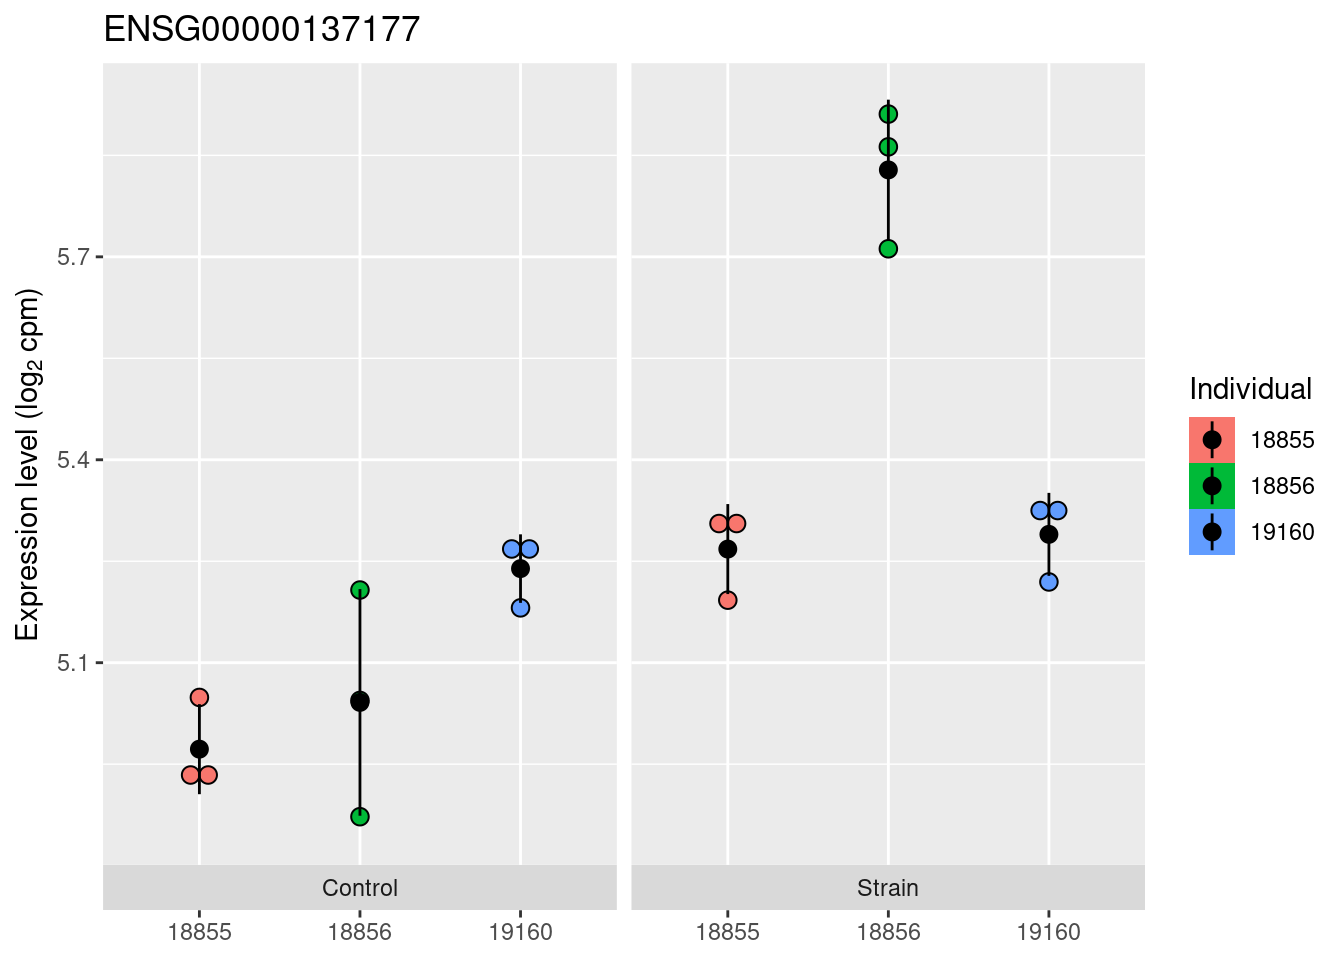 ENSG00000137177
Expression level (log2 cpm)
5.7
5.4
5.1
Control
Strain
18855 18856 19160
18855 18856 19160
Individual
18855
18856
19160